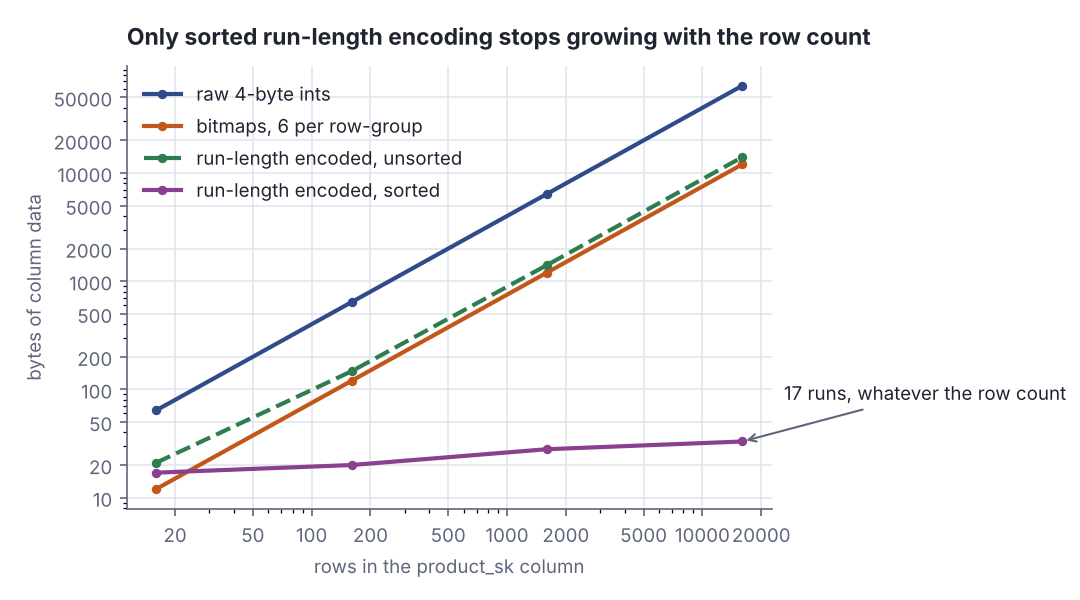 Only sorted run-length encoding stops growing with the row count
raw 4-byte ints
bitmaps, 6 per row-group
run-length encoded, unsorted
run-length encoded, sorted
bytes of column data
50000
20000
10000
5000
2000
1000
500
200
100
50
20
10
17 runs, whatever the row count
20 50 100 200 500 1000 2000 5000 10000 20000
rows in the product_sk column